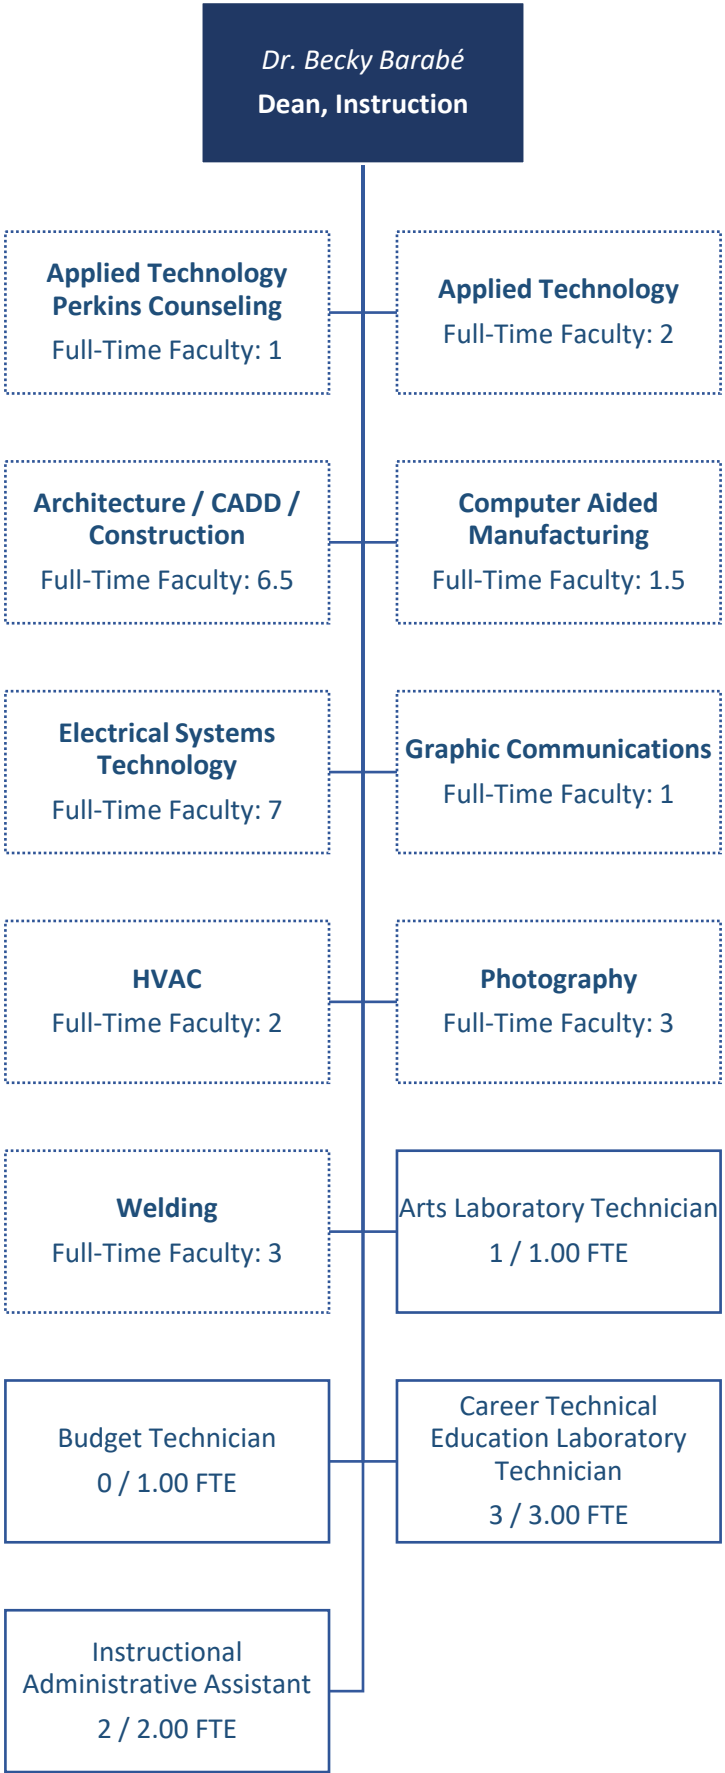 Dr. Becky Barabé
Dean, Instruction
Applied Technology
Perkins Counseling
Full-Time Faculty: 1
Applied Technology
Full-Time Faculty: 2
Architecture / CADD /
Construction
Full-Time Faculty: 6.5
Computer Aided
Manufacturing
Full-Time Faculty: 1.5
Electrical Systems
Technology
Full-Time Faculty: 7
Graphic Communications
Full-Time Faculty: 1
HVAC
Full-Time Faculty: 2
Photography
Full-Time Faculty: 3
Welding
Full-Time Faculty: 3
Arts Laboratory Technician
1 / 1.00 FTE
Budget Technician
0 / 1.00 FTE
Career Technical
Education Laboratory
Technician
3 / 3.00 FTE
Instructional
Administrative Assistant
2 / 2.00 FTE